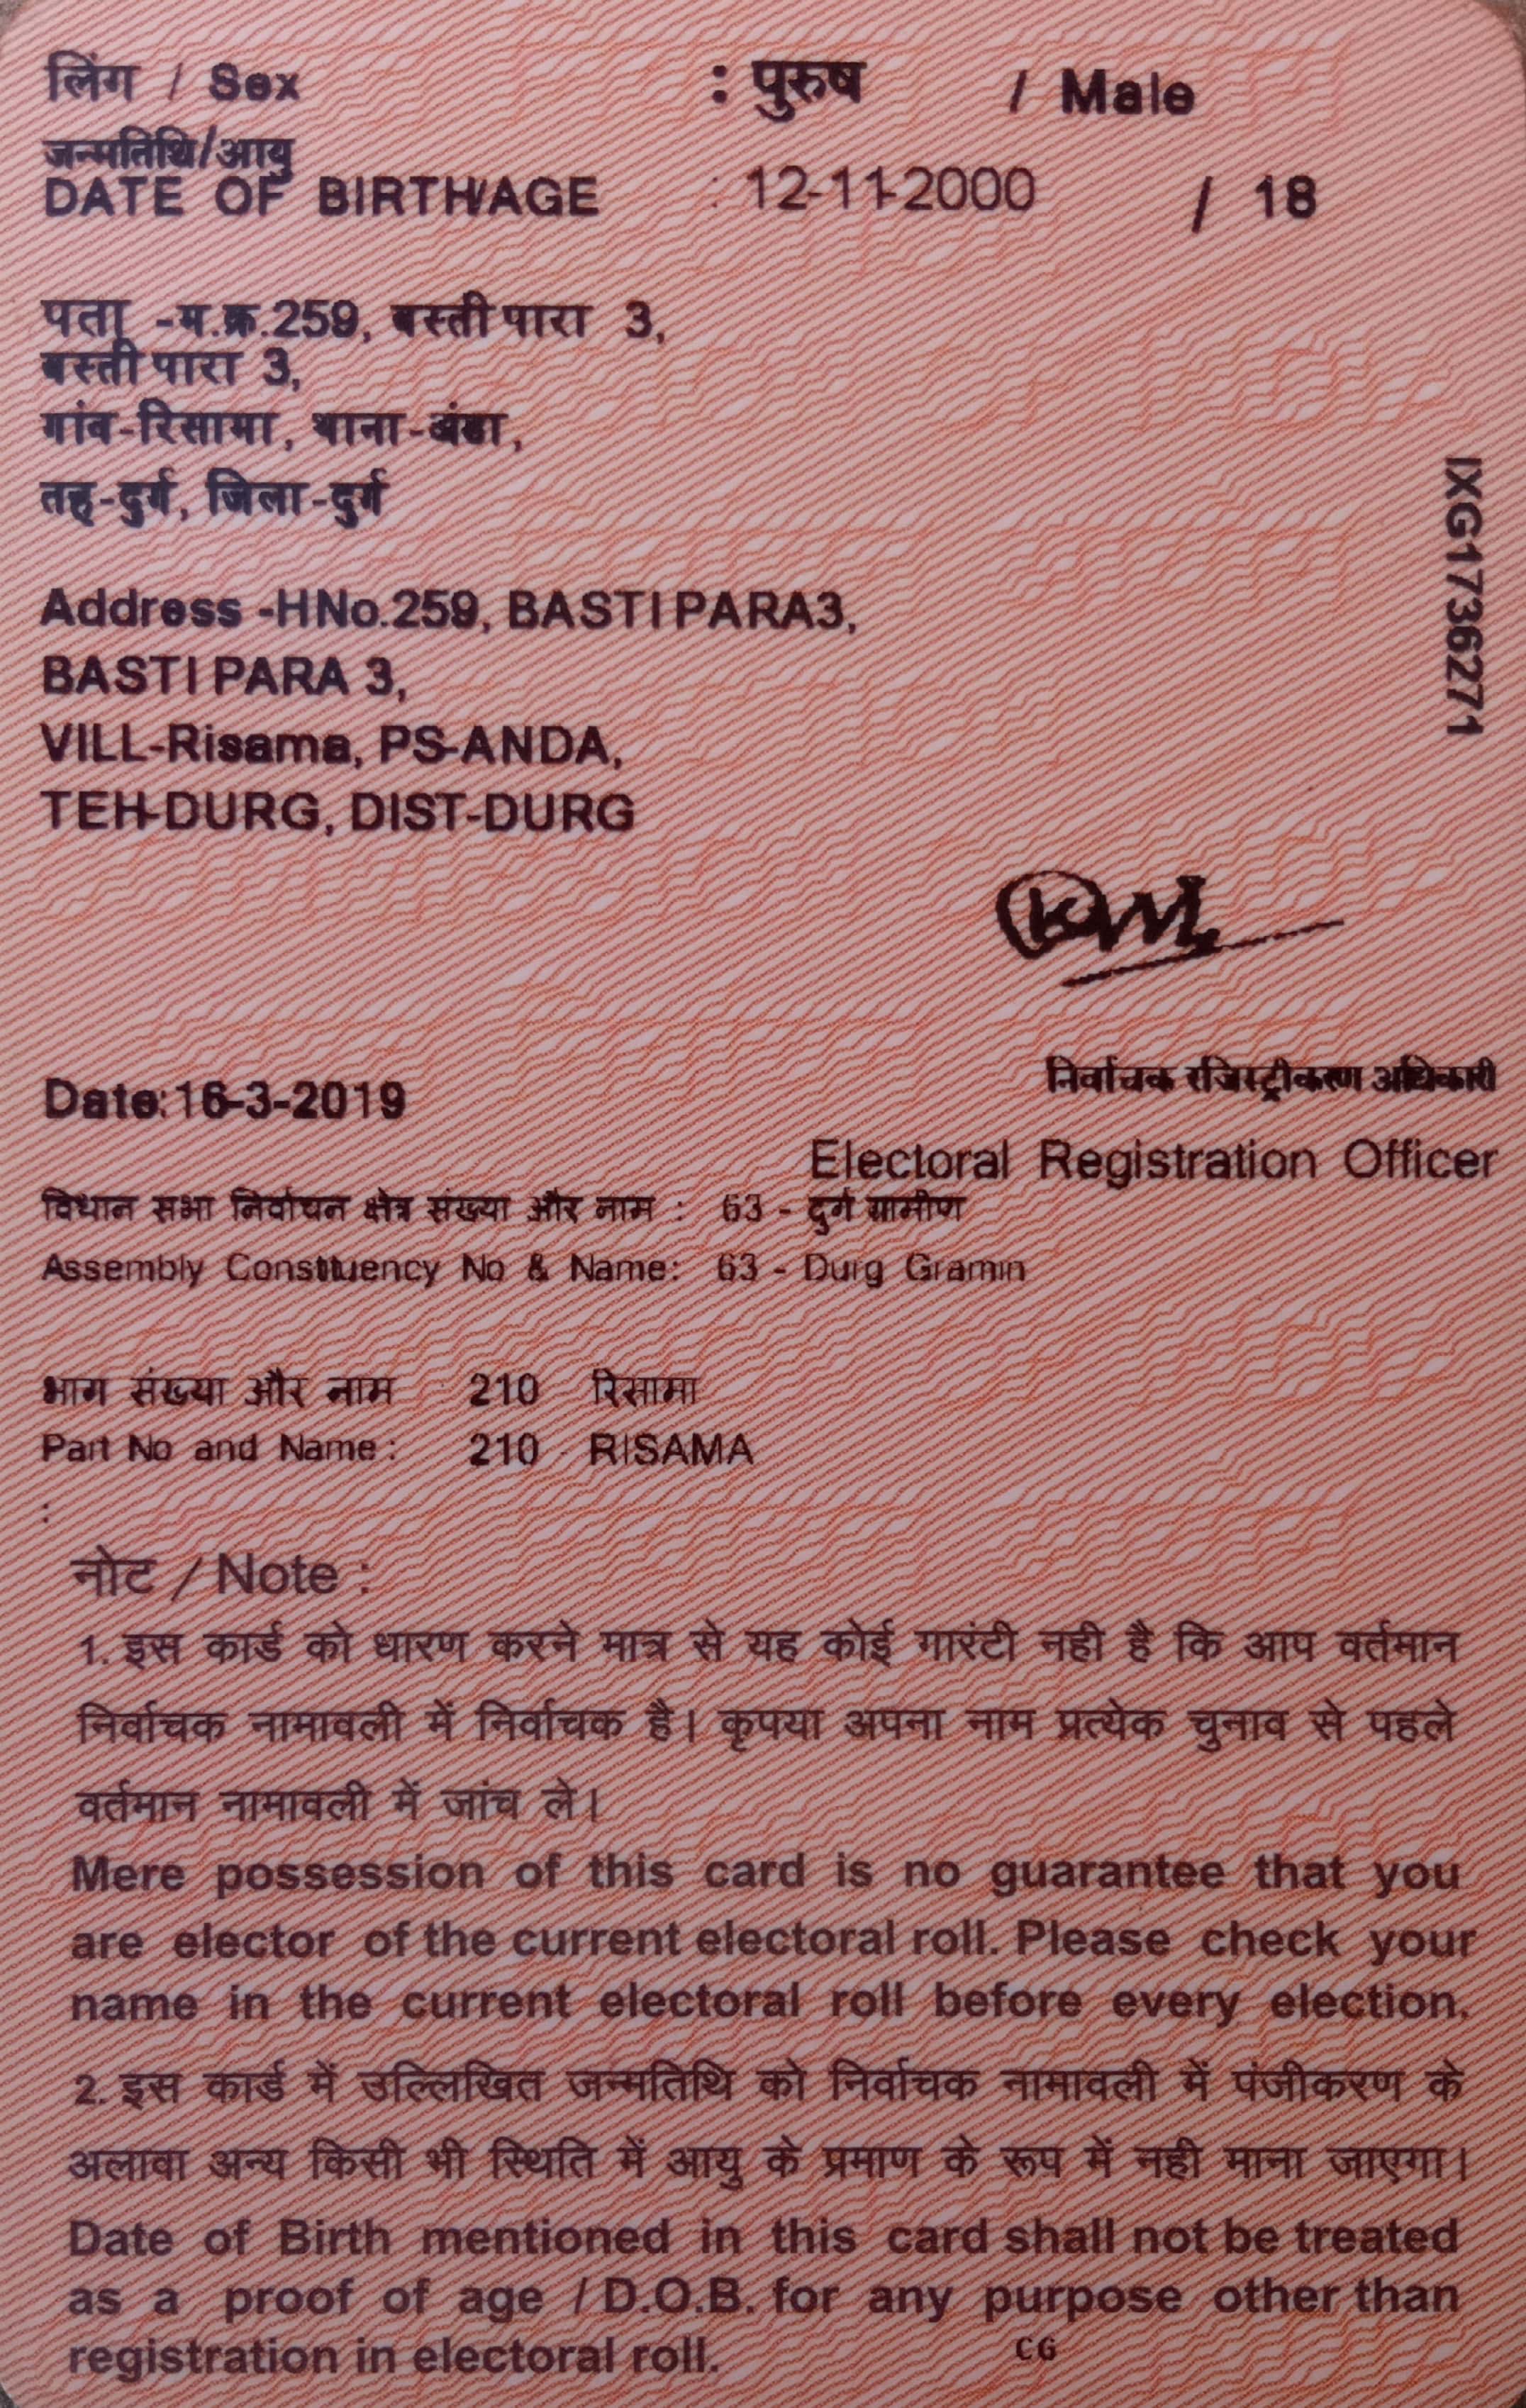 लिंग / Sex : पुरुष / Male
जन्मतिथि/आयु
DATE OF BIRTH/AGE : 12-11-2000 / 18
पता -म.क्र.259, बस्ती पारा 3,
बस्ती पारा 3,
गांव-रिसामा, थाना-अंडा,
तह-दुर्ग, जिला-दुर्ग
IXG1736271
Address -HNo.259, BASTI PARA3,
BASTI PARA 3,
VILL-Risama, PS-ANDA,
TEH-DURG, DIST-DURG
निर्वाचक रजिस्ट्रीकरण अधिकारी
Date:16-3-2019
Electoral Registration Officer
विधान सभा निर्वाचन क्षेत्र संख्या और नाम : 63 - दुर्ग ग्रामीण
Assembly Constituency No & Name: 63 - Durg Gramin
भाग संख्या और नाम 210 रिसामा
Part No and Name : 210 - RISAMA
:
नोट / Note :
1. इस कार्ड को धारण करने मात्र से यह कोई गारंटी नही है कि आप वर्तमान
निर्वाचक नामावली में निर्वाचक है। कृपया अपना नाम प्रत्येक चुनाव से पहले
वर्तमान नामावली में जांच ले।
Mere possession of this card is no guarantee that you
are elector of the current electoral roll. Please check your
name in the current electoral roll before every election.
2. इस कार्ड में उल्लिखित जन्मतिथि को निर्वाचक नामावली में पंजीकरण के
अलावा अन्य किसी भी स्थिति में आयु के प्रमाण के रूप में नही माना जाएगा।
Date of Birth mentioned in this card shall not be treated
as a proof of age / D.O.B. for any purpose other than
registration in electoral roll. C6